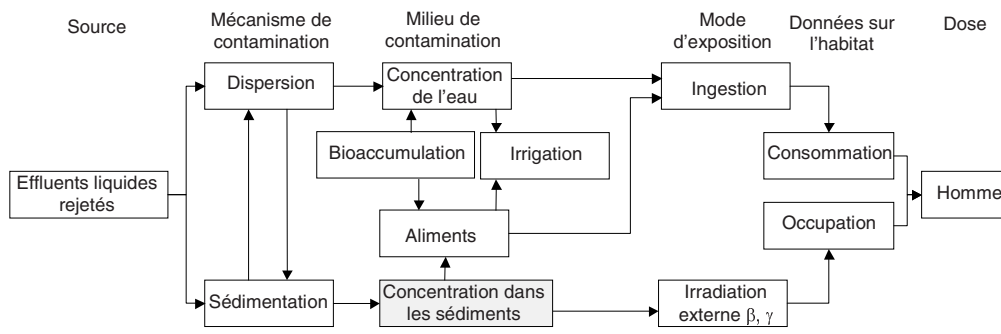 Source
Mécanisme de
contamination
Milieu de
contamination
Mode
d'exposition
Données sur
l'habitat
Dose
Dispersion
Concentration
de l'eau
Ingestion
Bioaccumulation
Irrigation
Consommation
Effluents liquides
rejetés
Homme
Aliments
Occupation
Sédimentation
Concentration dans
les sédiments
Irradiation
externe β, γ